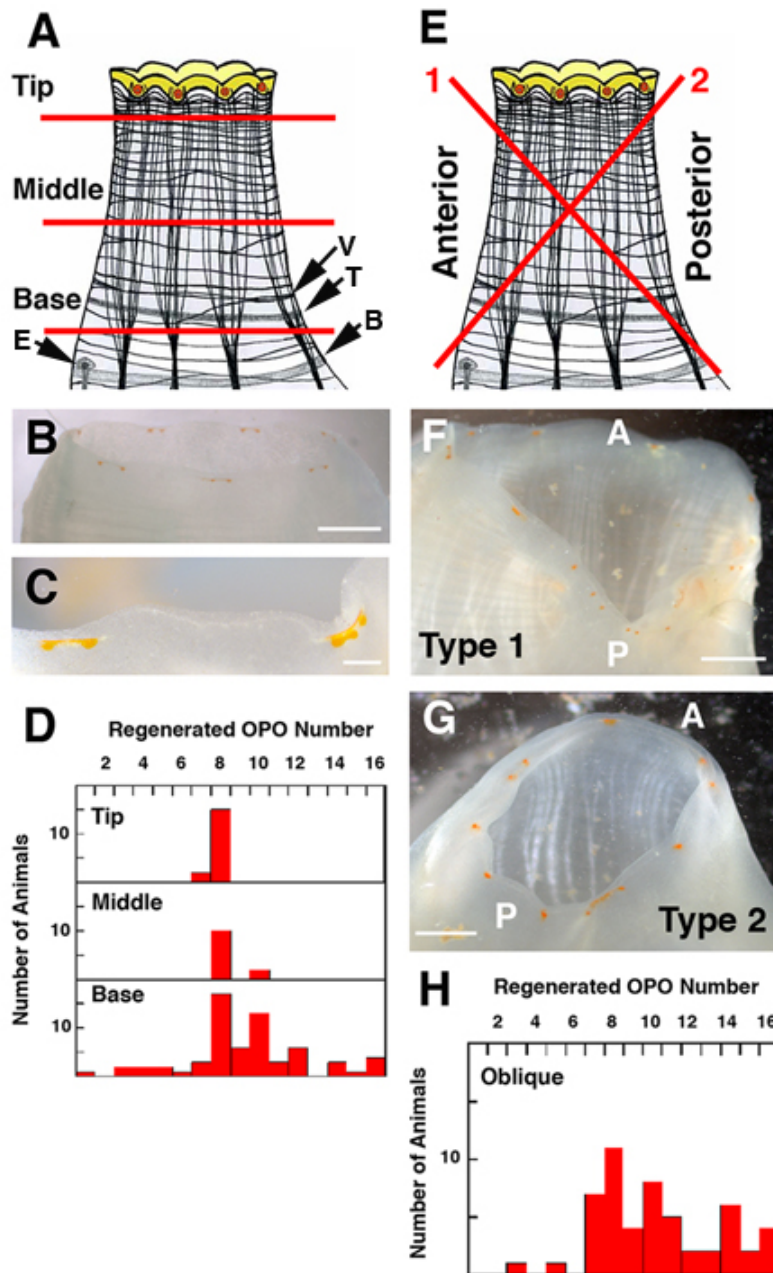 A
Tip
Middle
Base
V
T
B
E
B
C
D
Regenerated OPO Number
2 4 6 8 10 12 14 16
Number of Animals
Tip
10
Middle
10
Base
10
E
1 2
Anterior
Posterior
F
A
Type 1
P
G
A
P
Type 2
H
Regenerated OPO Number
2 4 6 8 10 12 14 16
Number of Animals
Oblique
10